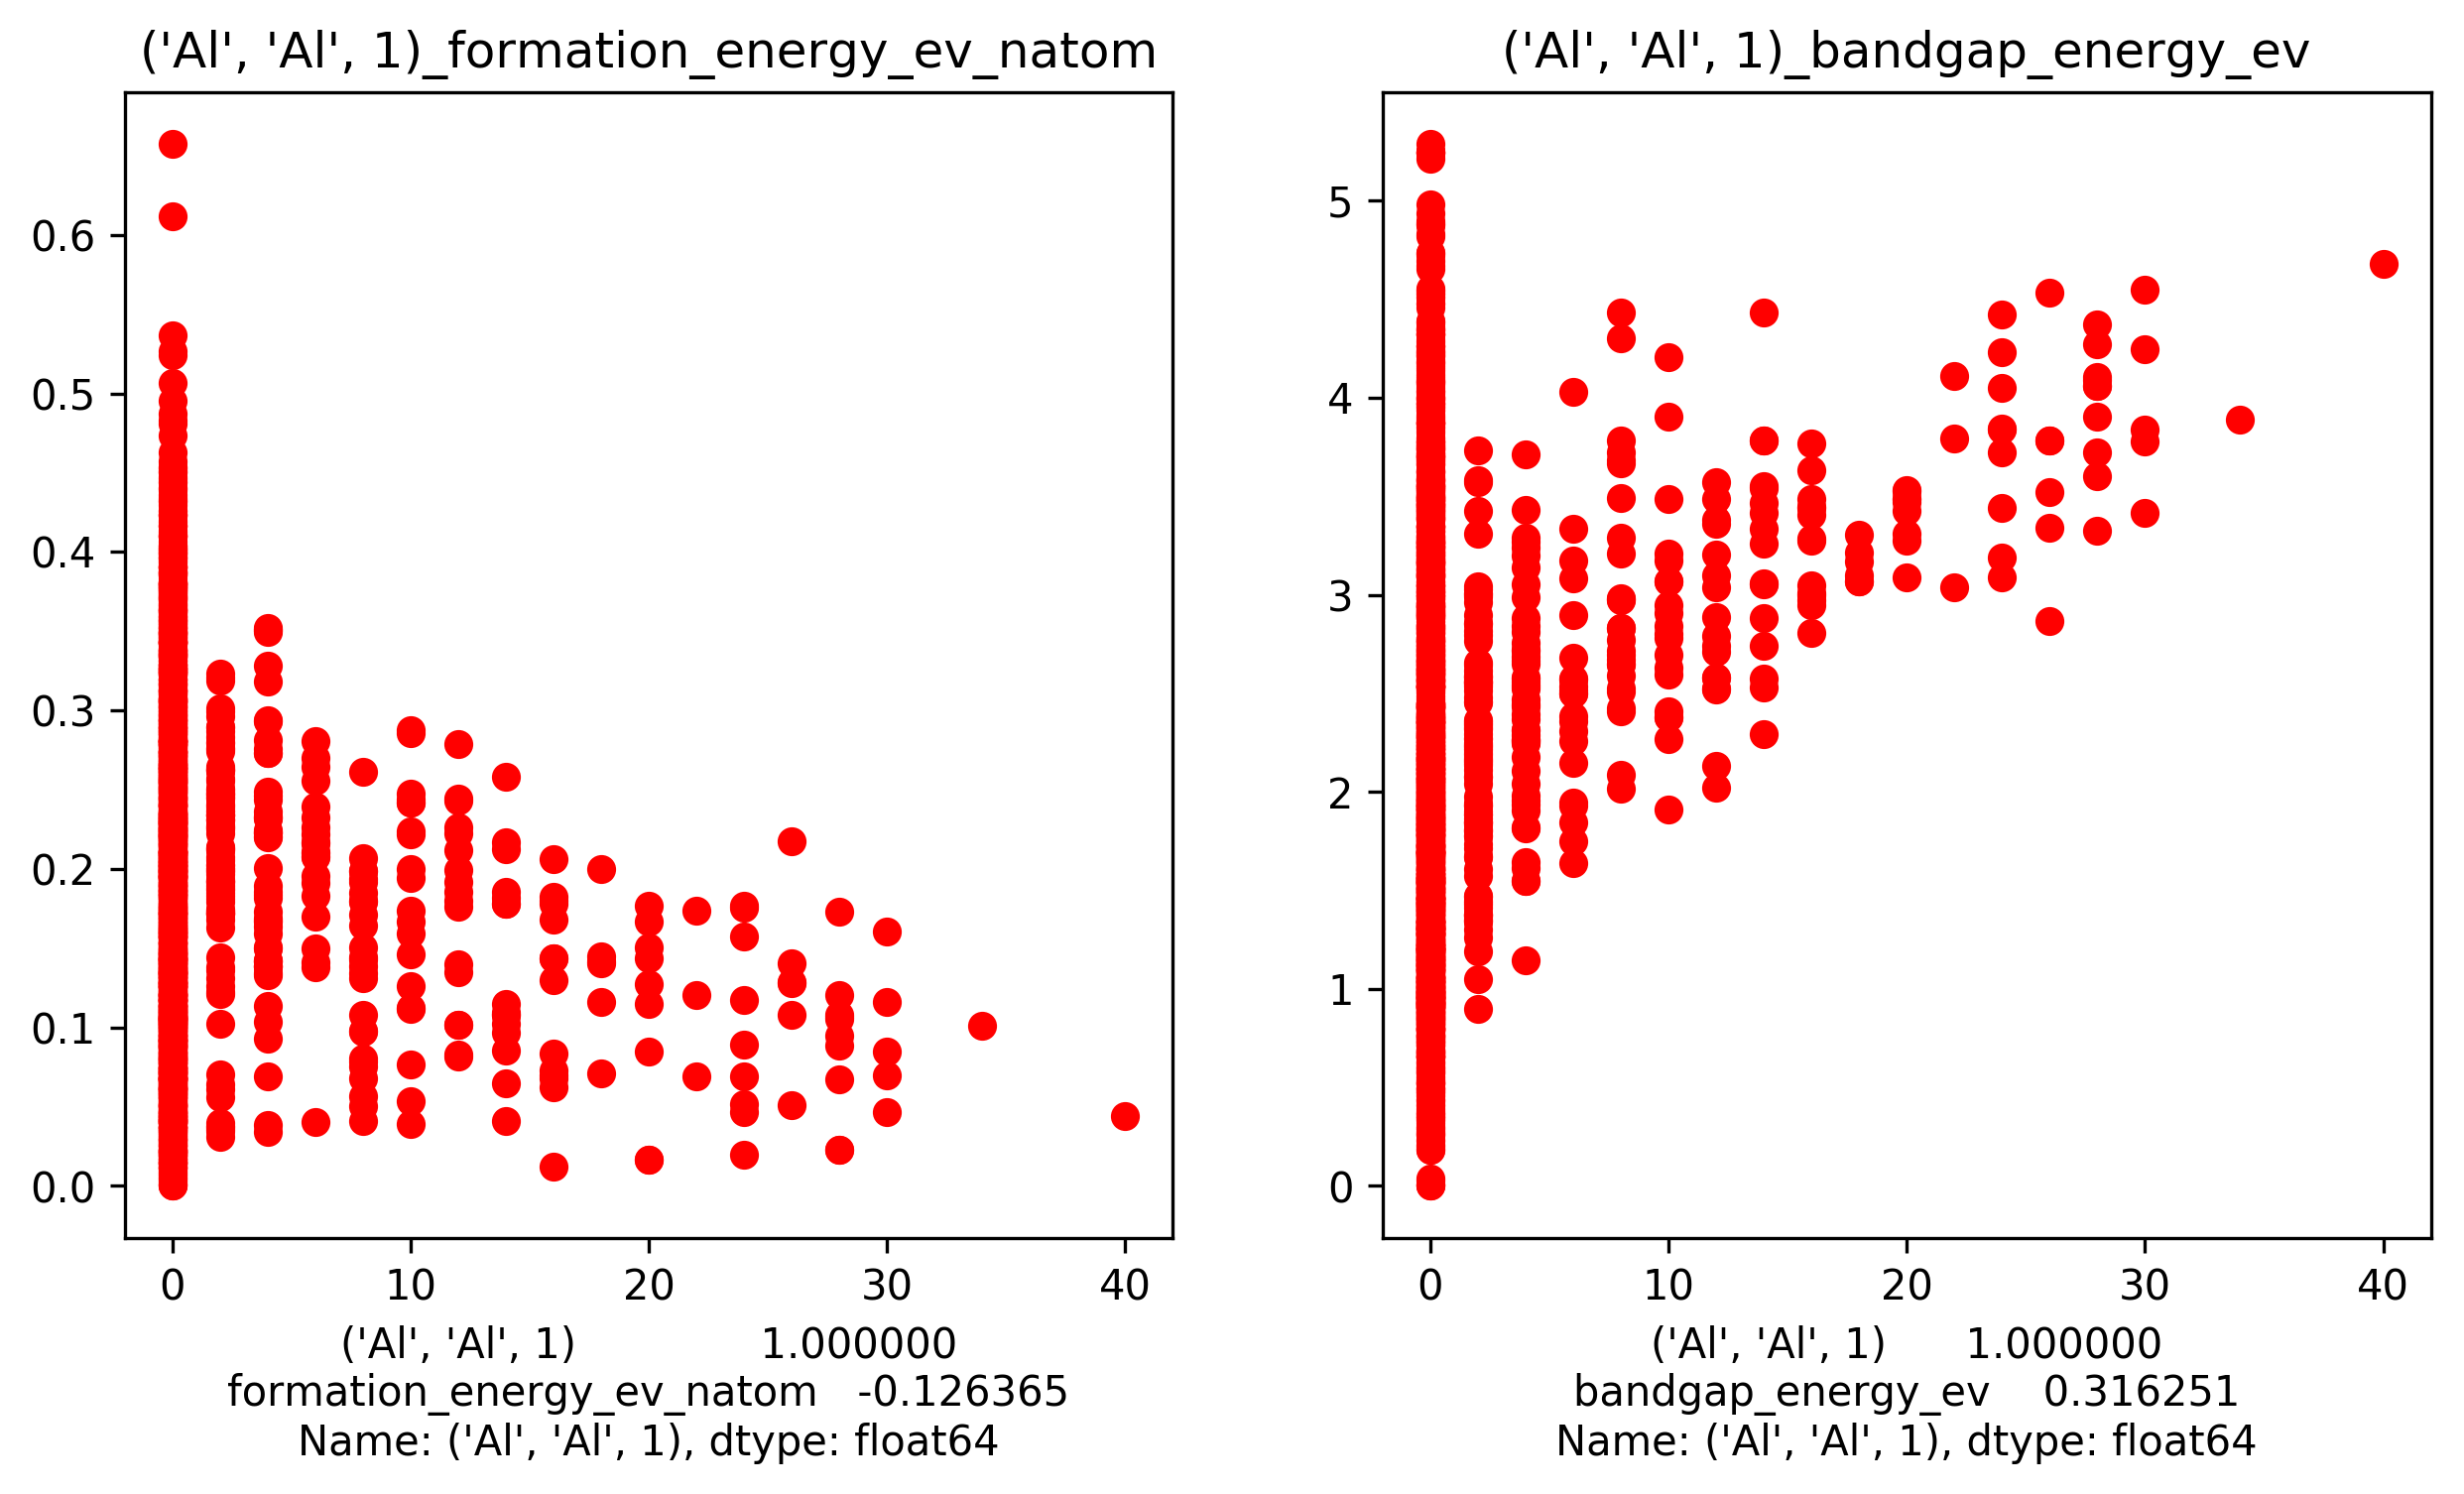 ('Al', 'Al', 1)_formation_energy_ev_natom
0.6
0.5
0.4
0.3
0.2
0.1
0.0
0 10 20 30 40
('Al', 'Al', 1) 1.000000
formation_energy_ev_natom -0.126365
Name: ('Al', 'Al', 1), dtype: float64
('Al', 'Al', 1)_bandgap_energy_ev
5
4
3
2
1
0
0 10 20 30 40
('Al', 'Al', 1) 1.000000
bandgap_energy_ev 0.316251
Name: ('Al', 'Al', 1), dtype: float64